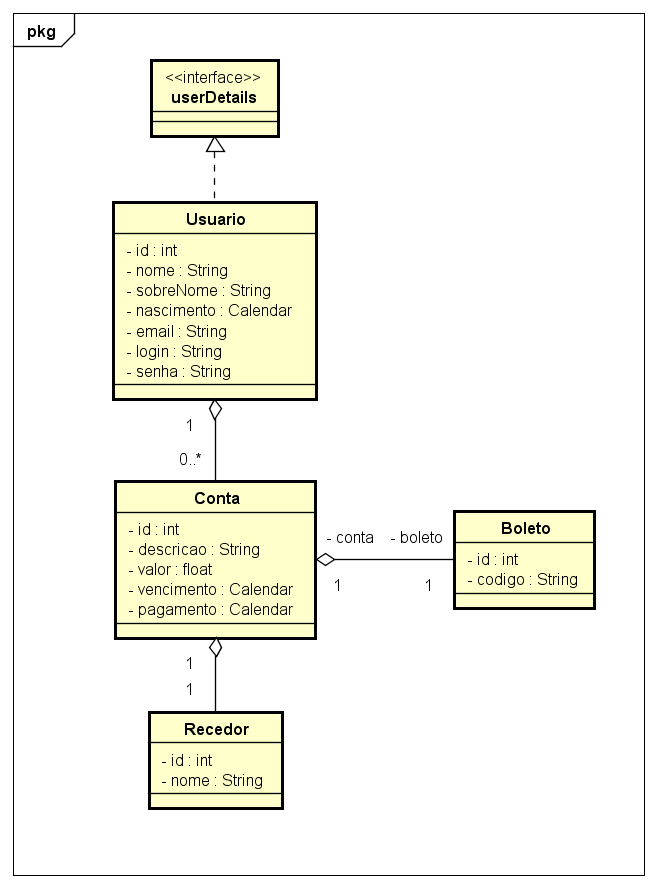 pkg
<<interface>>
userDetails
Usuario
- id : int
- nome : String
- sobreNome : String
- nascimento : Calendar
- email : String
- login : String
- senha : String
1
0..*
Conta
- id : int
- descricao : String
- valor : float
- vencimento : Calendar
- pagamento : Calendar
- conta
- boleto
1
1
Boleto
- id : int
- codigo : String
1
1
Recedor
- id : int
- nome : String